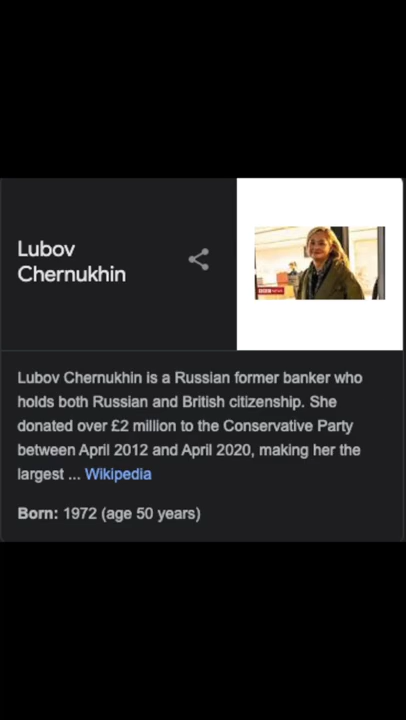 Lubov
Chernukhin
BBC NEWS
Lubov Chernukhin is a Russian former banker who
holds both Russian and British citizenship. She
donated over £2 million to the Conservative Party
between April 2012 and April 2020, making her the
largest ... Wikipedia
Born: 1972 (age 50 years)